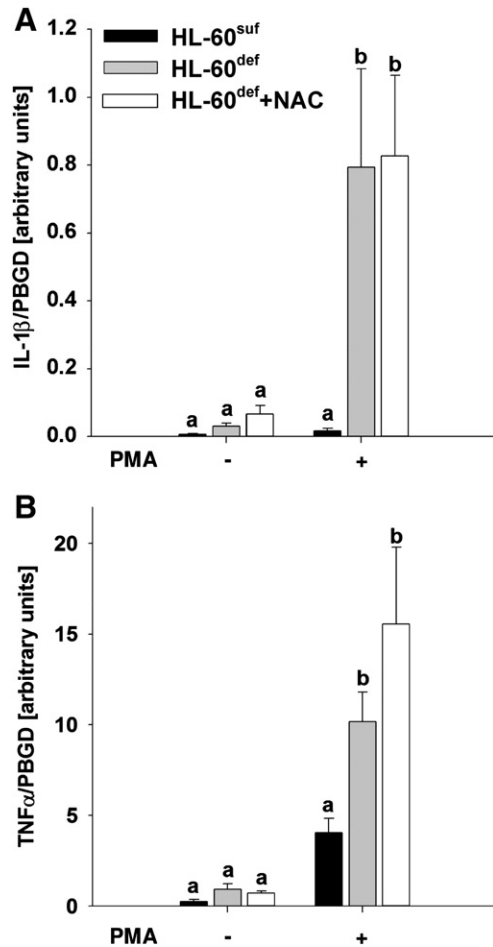 A
IL-1β/PBGD [arbitrary units]
1.2
1.0
0.8
0.6
0.4
0.2
0.0
HL-60suf
HL-60def
HL-60def+NAC
a a a
a b b
PMA - +
B
TNFα/PBGD [arbitrary units]
20
15
10
5
0
a a a
a b b
PMA - +